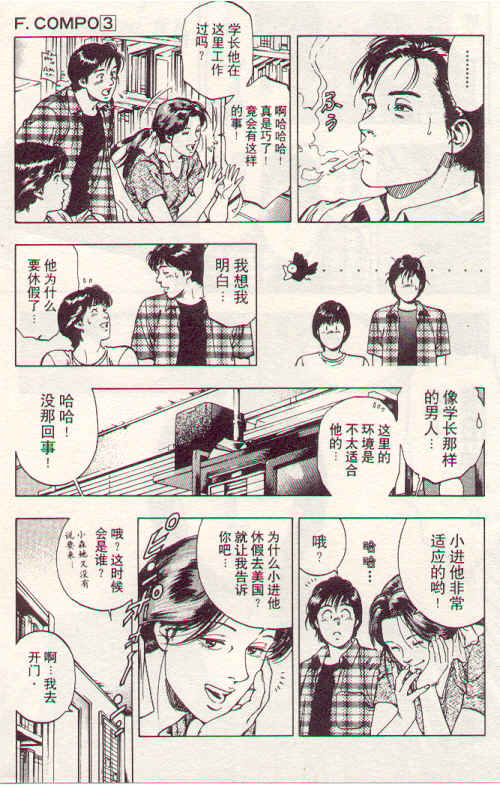 F. COMPO 3
…………
ふぅ
学长他在
这里工作
过吗？
啊哈哈哈！
真是巧了！
竟会有这样
的事！
…………
我想我
明白…
他为什么
要休假了…
像学长那样
的男人…
这里的
环境是
不太适合
他的…
哈哈！
没那回事！
小进他非常
适应的哟！
嘻嘻…
哦？
为什么小进他
休假去美国？
就让我告诉
你吧…
哦？这时候
会是谁？
小森她又没有
说要来…
啊…我去
开门．